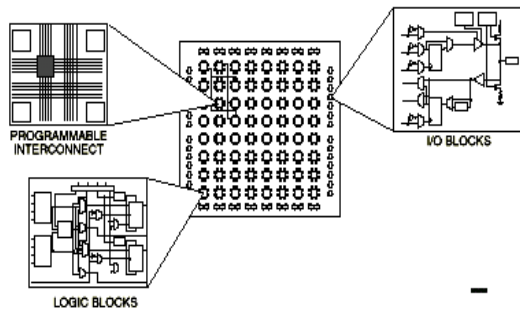 PROGRAMMABLE
INTERCONNECT
I/O BLOCKS
LOGIC BLOCKS